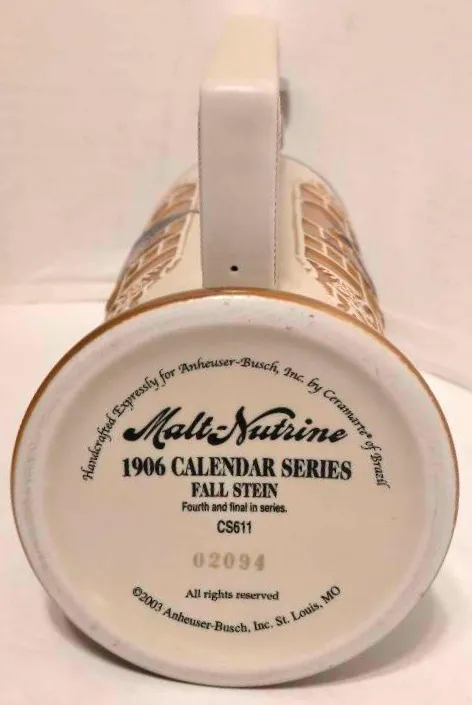 Handcrafted Expressly for Anheuser-Busch, Inc. by Ceramarte® of Brazil
Malt-Nutrine
1906 CALENDAR SERIES
FALL STEIN
Fourth and final in series.
CS611
02094
All rights reserved
©2003 Anheuser-Busch, Inc. St. Louis, MO